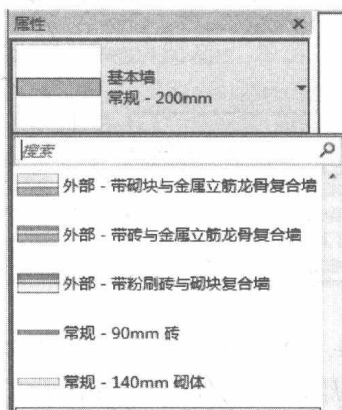 属性
基本墙
常规 - 200mm
搜索
外部 - 带砌块与金属立筋龙骨复合墙
外部 - 带砖与金属立筋龙骨复合墙
外部 - 带粉刷砖与砌块复合墙
常规 - 90mm 砖
常规 - 140mm 砌体